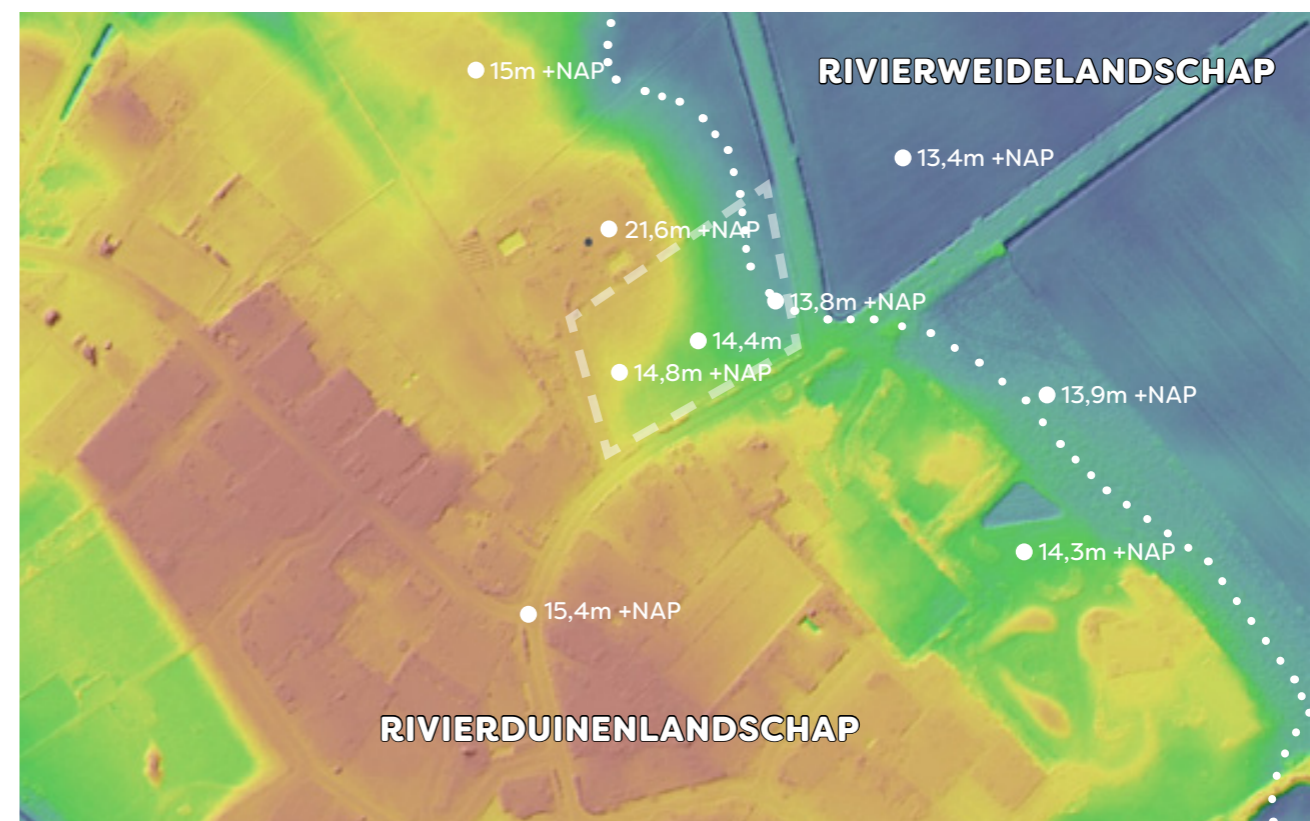 15m +NAP
RIVIERWEIDELANDSCHAP
13,4m +NAP
21,6m +NAP
13,8m +NAP
14,4m
14,8m +NAP
13,9m +NAP
14,3m +NAP
15,4m +NAP
RIVIERDUINENLANDSCHAP